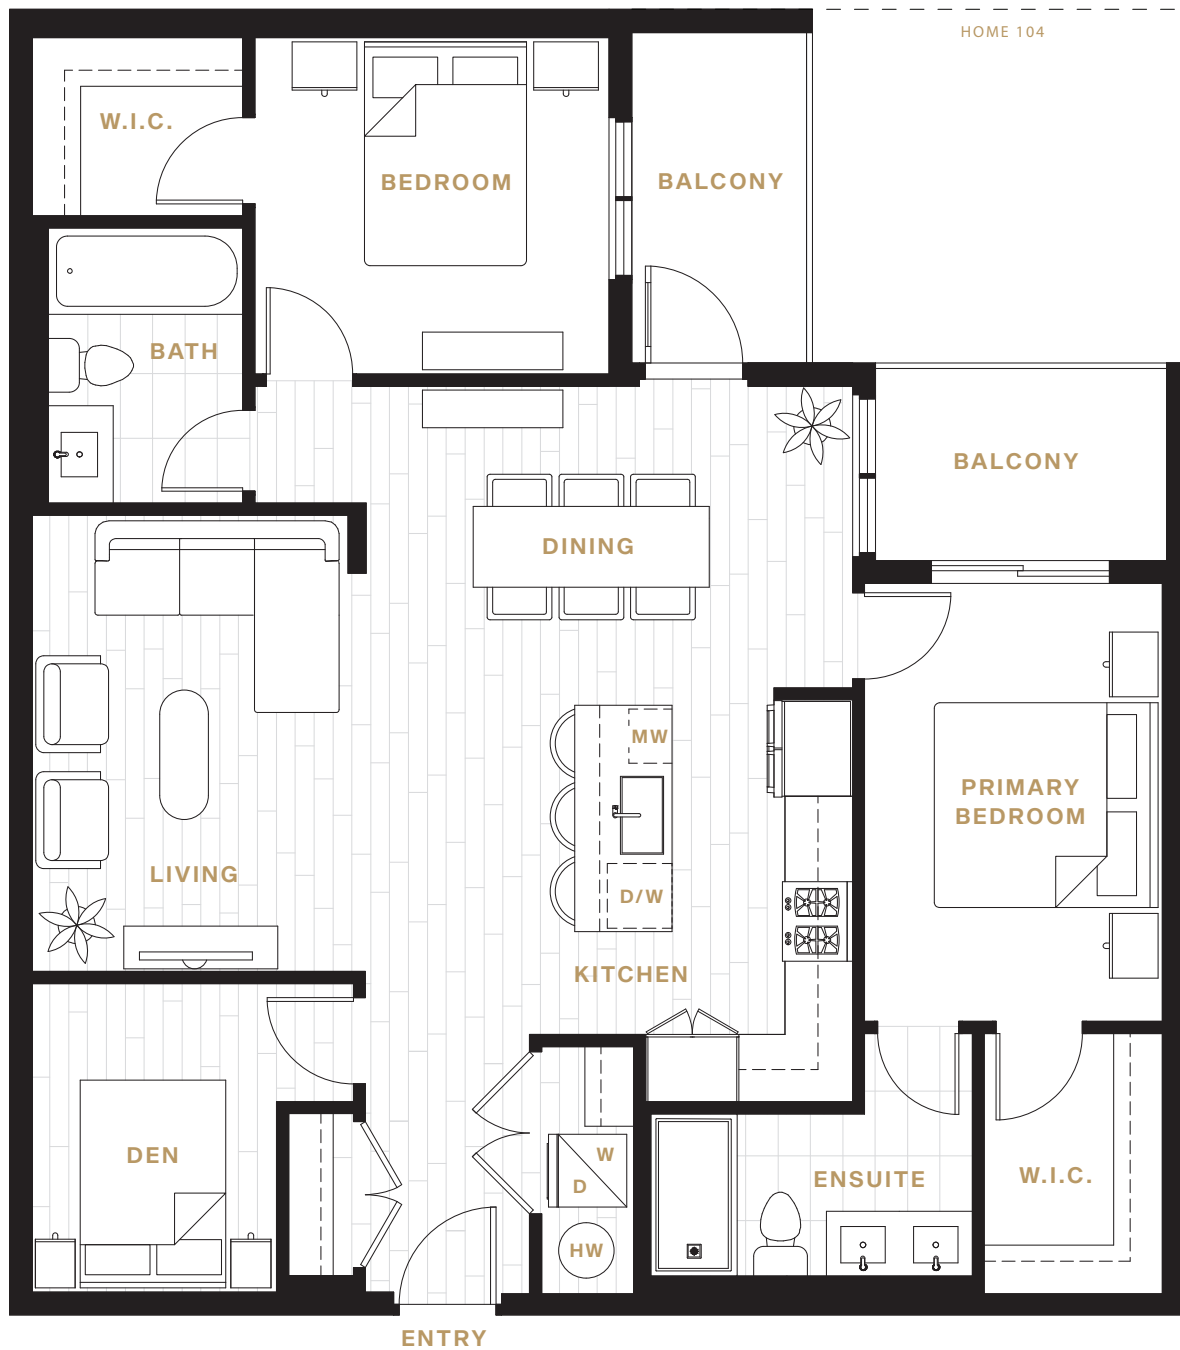 HOME 104
W.I.C.
BEDROOM
BALCONY
BATH
BALCONY
DINING
MW
PRIMARY
BEDROOM
LIVING
D/W
KITCHEN
DEN
W
D
ENSUITE
W.I.C.
HW
ENTRY